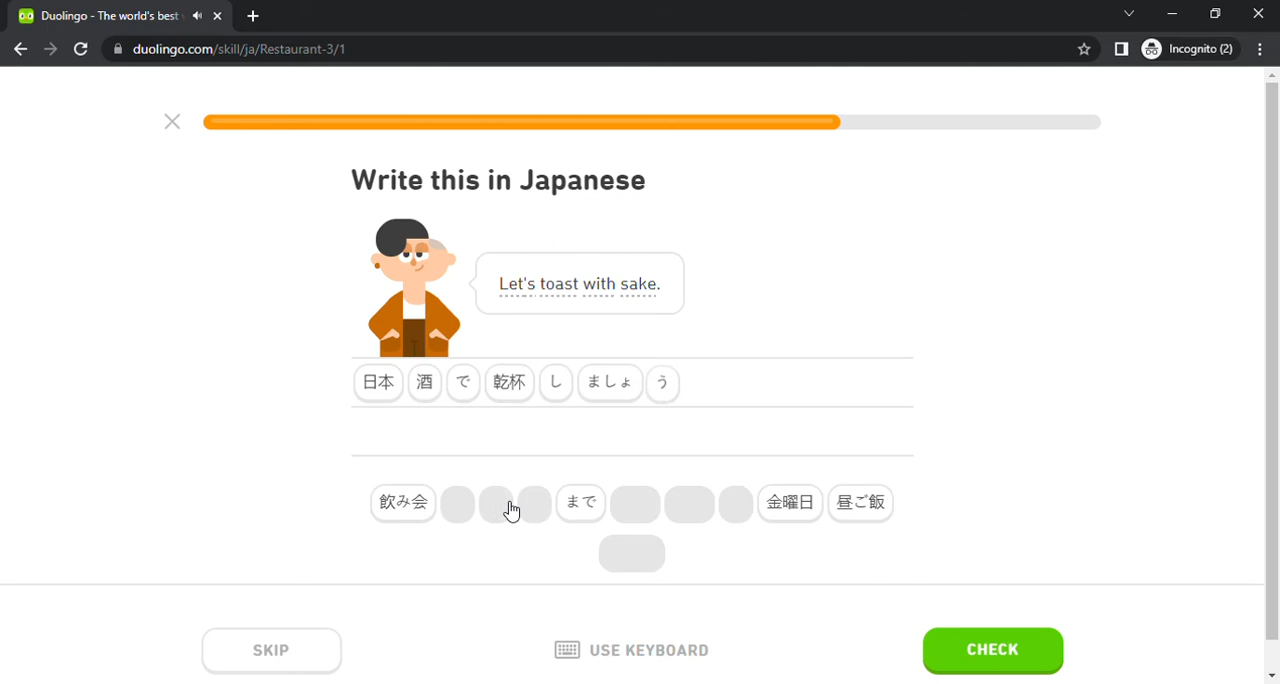 Duolingo - The world's best
duolingo.com/skill/ja/Restaurant-3/1
Incognito (2)
Write this in Japanese
Let's toast with sake.
日本 酒 で 乾杯 し ましょ う
飲み会 まで 金曜日 昼ご飯
SKIP
USE KEYBOARD
CHECK